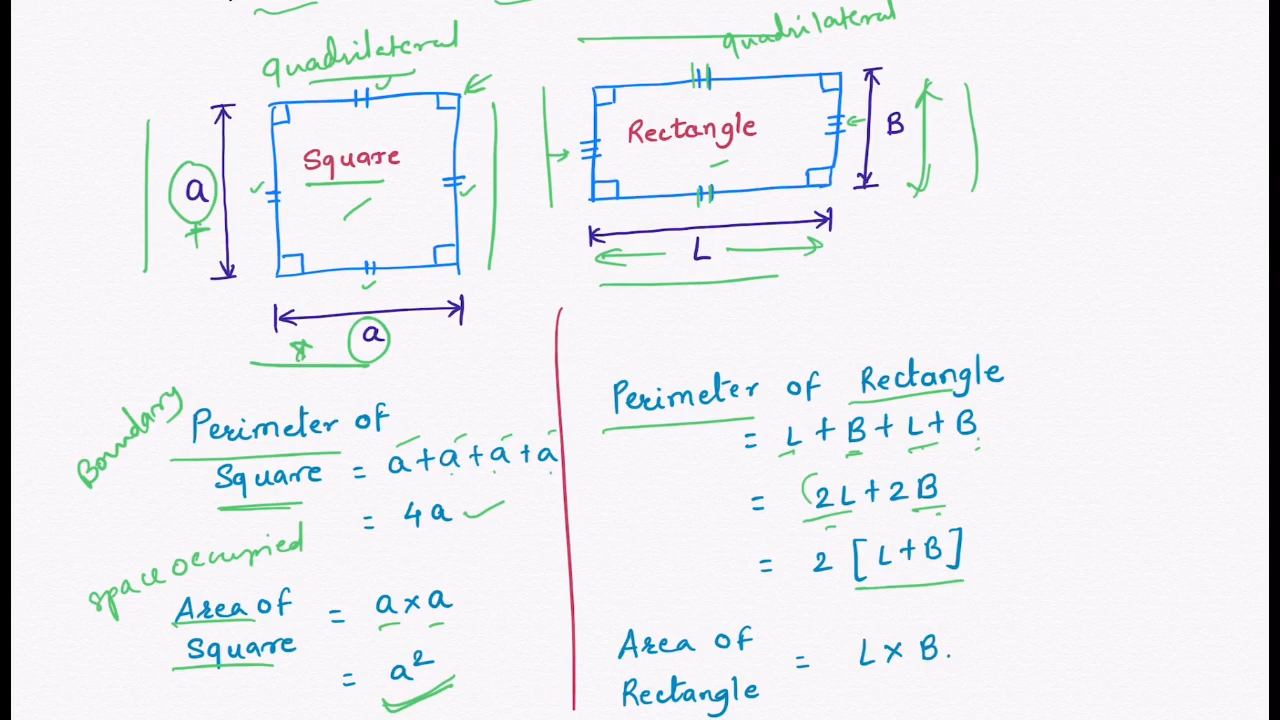 quadrilateral
Square
a
a
quadrilateral
Rectangle
B
L
Boundary
Perimeter of
Square = a + a + a + a
= 4a
space occupied
Area of
Square = a × a
= a²
Perimeter of Rectangle
= L + B + L + B
= 2L + 2B
= 2 [L + B]
Area of
Rectangle = L × B.